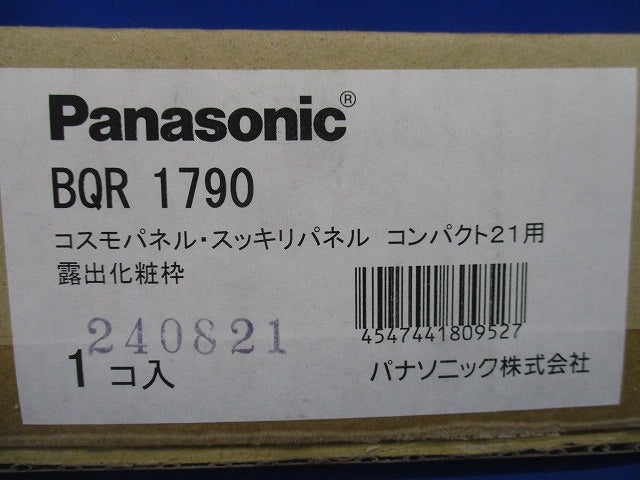 Panasonic®
BQR 1790
コスモパネル・スッキリパネル コンパクト21用
露出化粧枠
4547441809527
240821
1コ入
パナソニック株式会社